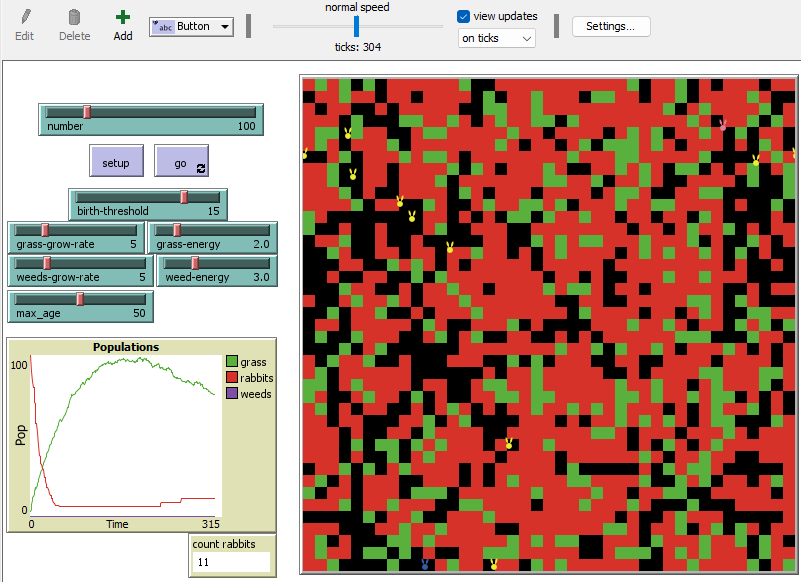 normal speed
view updates
Edit
Delete
Add
abc Button
on ticks
Settings...
ticks: 304
number 100
setup
go
birth-threshold 15
grass-grow-rate 5
grass-energy 2.0
weeds-grow-rate 5
weed-energy 3.0
max_age 50
Populations
100
Pop
0
0
Time
315
grass
rabbits
weeds
count rabbits
11